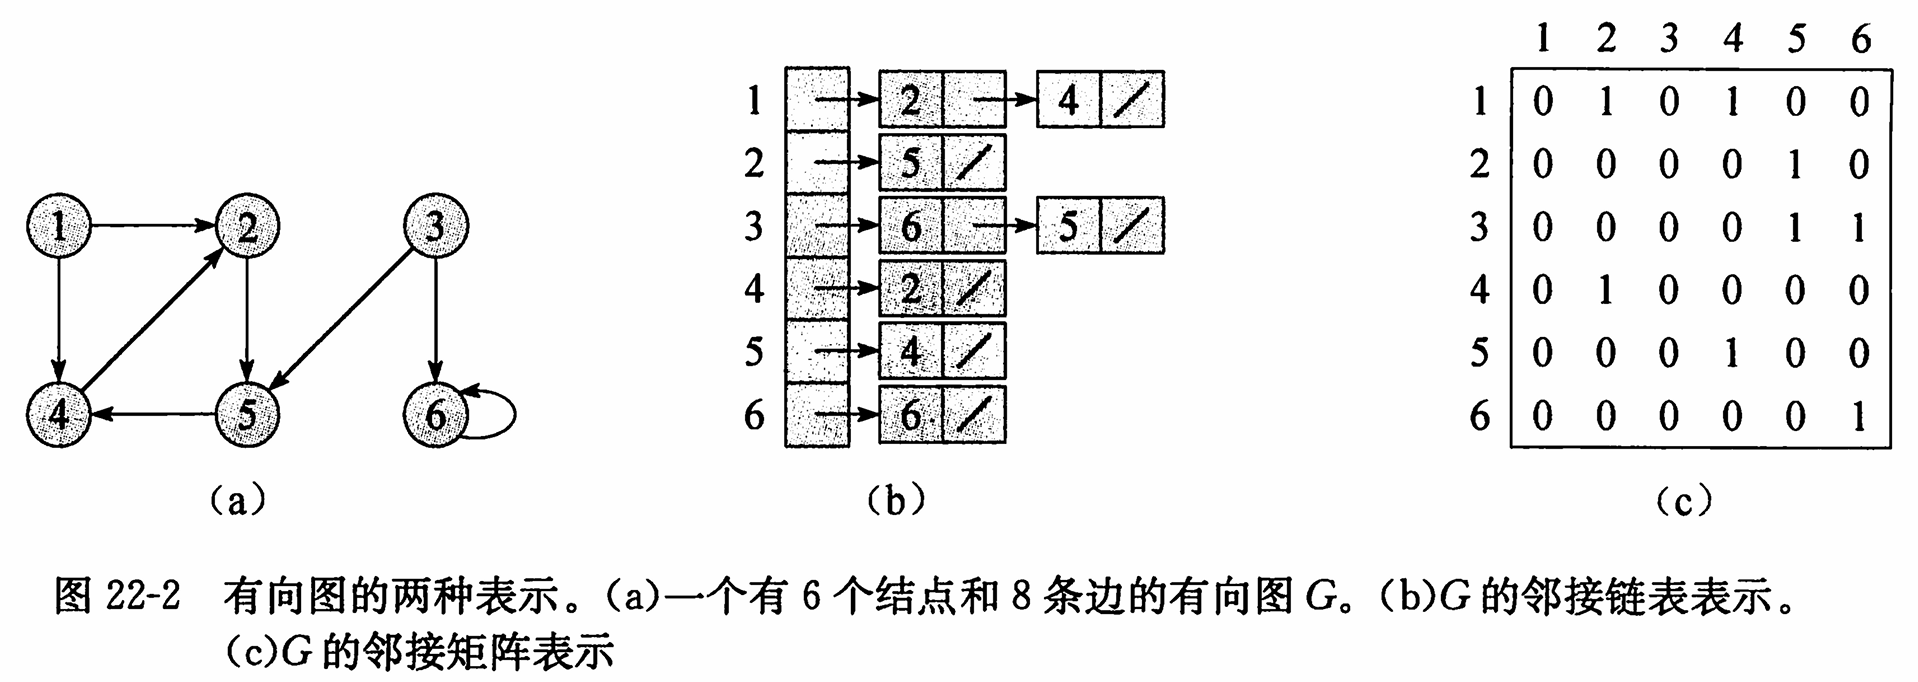 1 2 3
4 5 6
(a)
1 2 4
2 5
3 6 5
4 2
5 4
6 6
(b)
1 2 3 4 5 6
1 0 1 0 1 0 0
2 0 0 0 0 1 0
3 0 0 0 0 1 1
4 0 1 0 0 0 0
5 0 0 0 1 0 0
6 0 0 0 0 0 1
(c)
图 22-2 有向图的两种表示。(a)一个有 6 个结点和 8 条边的有向图 G。(b)G 的邻接链表表示。
(c)G 的邻接矩阵表示